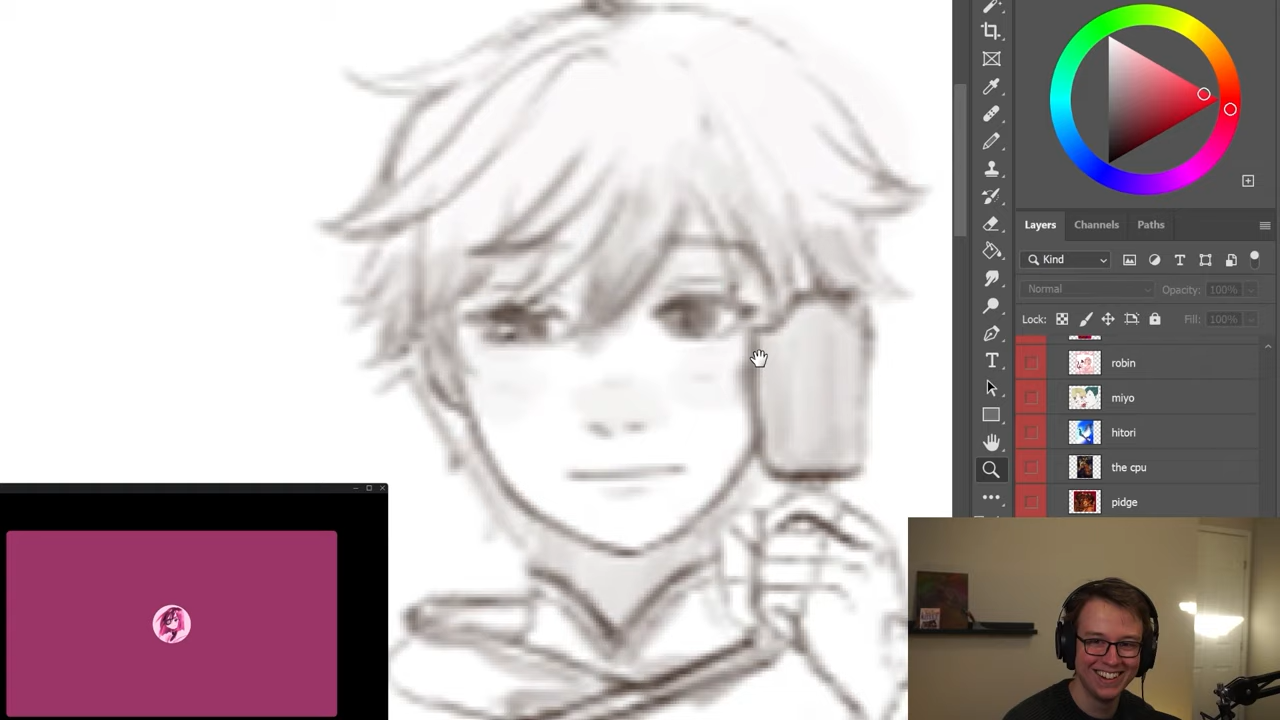 Layers Channels Paths
Kind
Normal Opacity: 100%
Lock: Fill: 100%
robin
miyo
hitori
the cpu
pidge